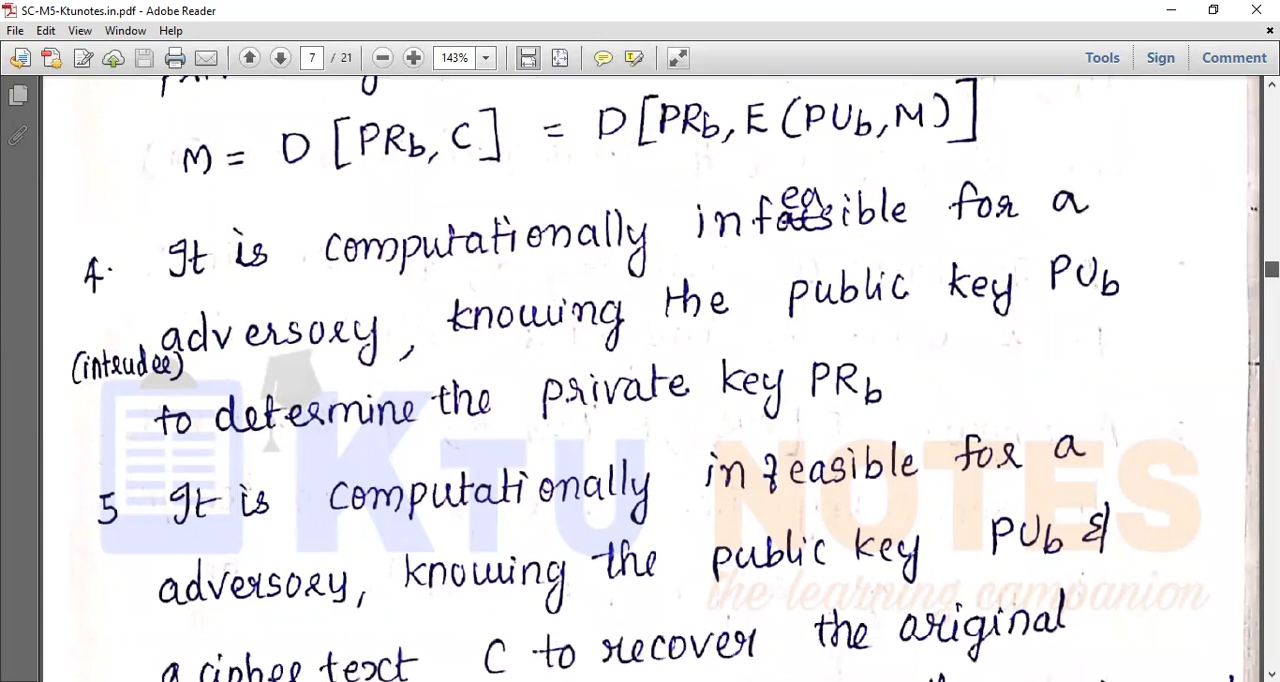 SC-M5-Ktunotes.in.pdf - Adobe Reader
File Edit View Window Help
7 / 21 143% Tools Sign Comment
M = D [PRb, C] = D [PRb, E (PUb, M)]
4. It is computationally infeasible for a
adversory, knowing the public key PUb
(intruder)
to determine the private key PRb
5 It is computationally infeasible for a
adversory, knowing the public key PUb &
a cipher text C to recover the original
KTU NOTES
the learning companion